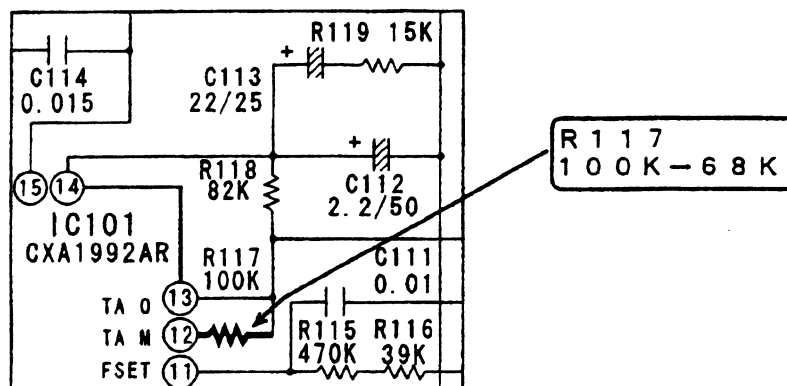 R119 15K
+
C114
0.015
C113
22/25
R117
100K−68K
+
R118
82K
C112
2.2/50
15
14
IC101
CXA1992AR
R117
100K
C111
0.01
TA O
13
TA M
12
R115
470K
R116
39K
FSET
11